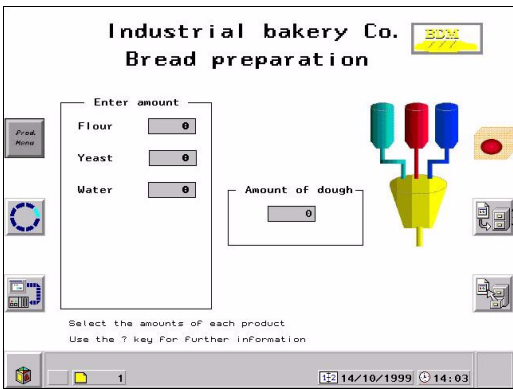 Industrial bakery Co.
BDM
Bread preparation
Enter amount
Flour 0
Yeast 0
Water 0
Prod.
Menu
Amount of dough
0
Select the amounts of each product
Use the ? key for further information
1
14/10/1999 14:03